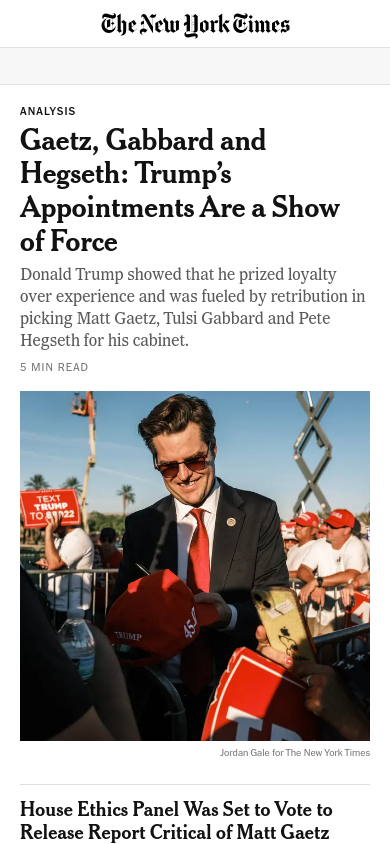 The New York Times
ANALYSIS
Gaetz, Gabbard and
Hegseth: Trump’s
Appointments Are a Show
of Force
Donald Trump showed that he prized loyalty
over experience and was fueled by retribution in
picking Matt Gaetz, Tulsi Gabbard and Pete
Hegseth for his cabinet.
5 MIN READ
TEXT
TRUMP
TO 88022
TRUMP
45-
TR
Jordan Gale for The New York Times
House Ethics Panel Was Set to Vote to
Release Report Critical of Matt Gaetz